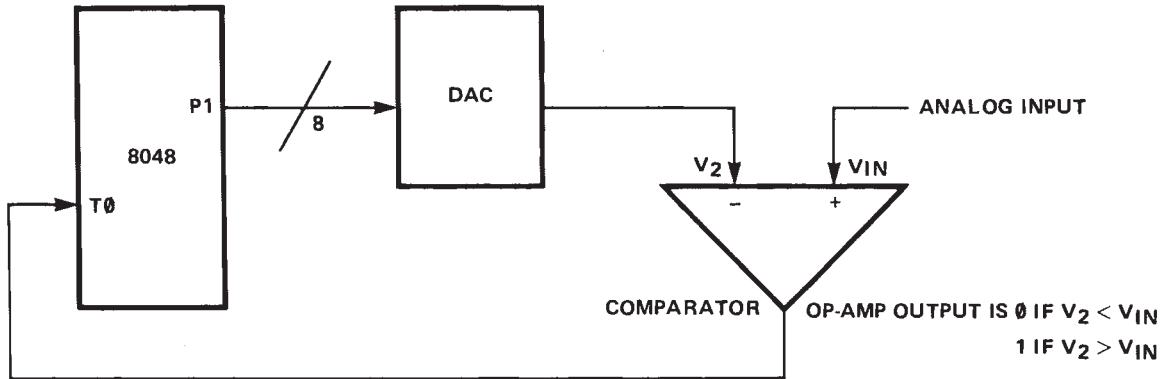 8048
P1
T0
8
DAC
ANALOG INPUT
V2
VIN
−
+
COMPARATOR
OP-AMP OUTPUT IS 0 IF V2 < VIN
1 IF V2 > VIN